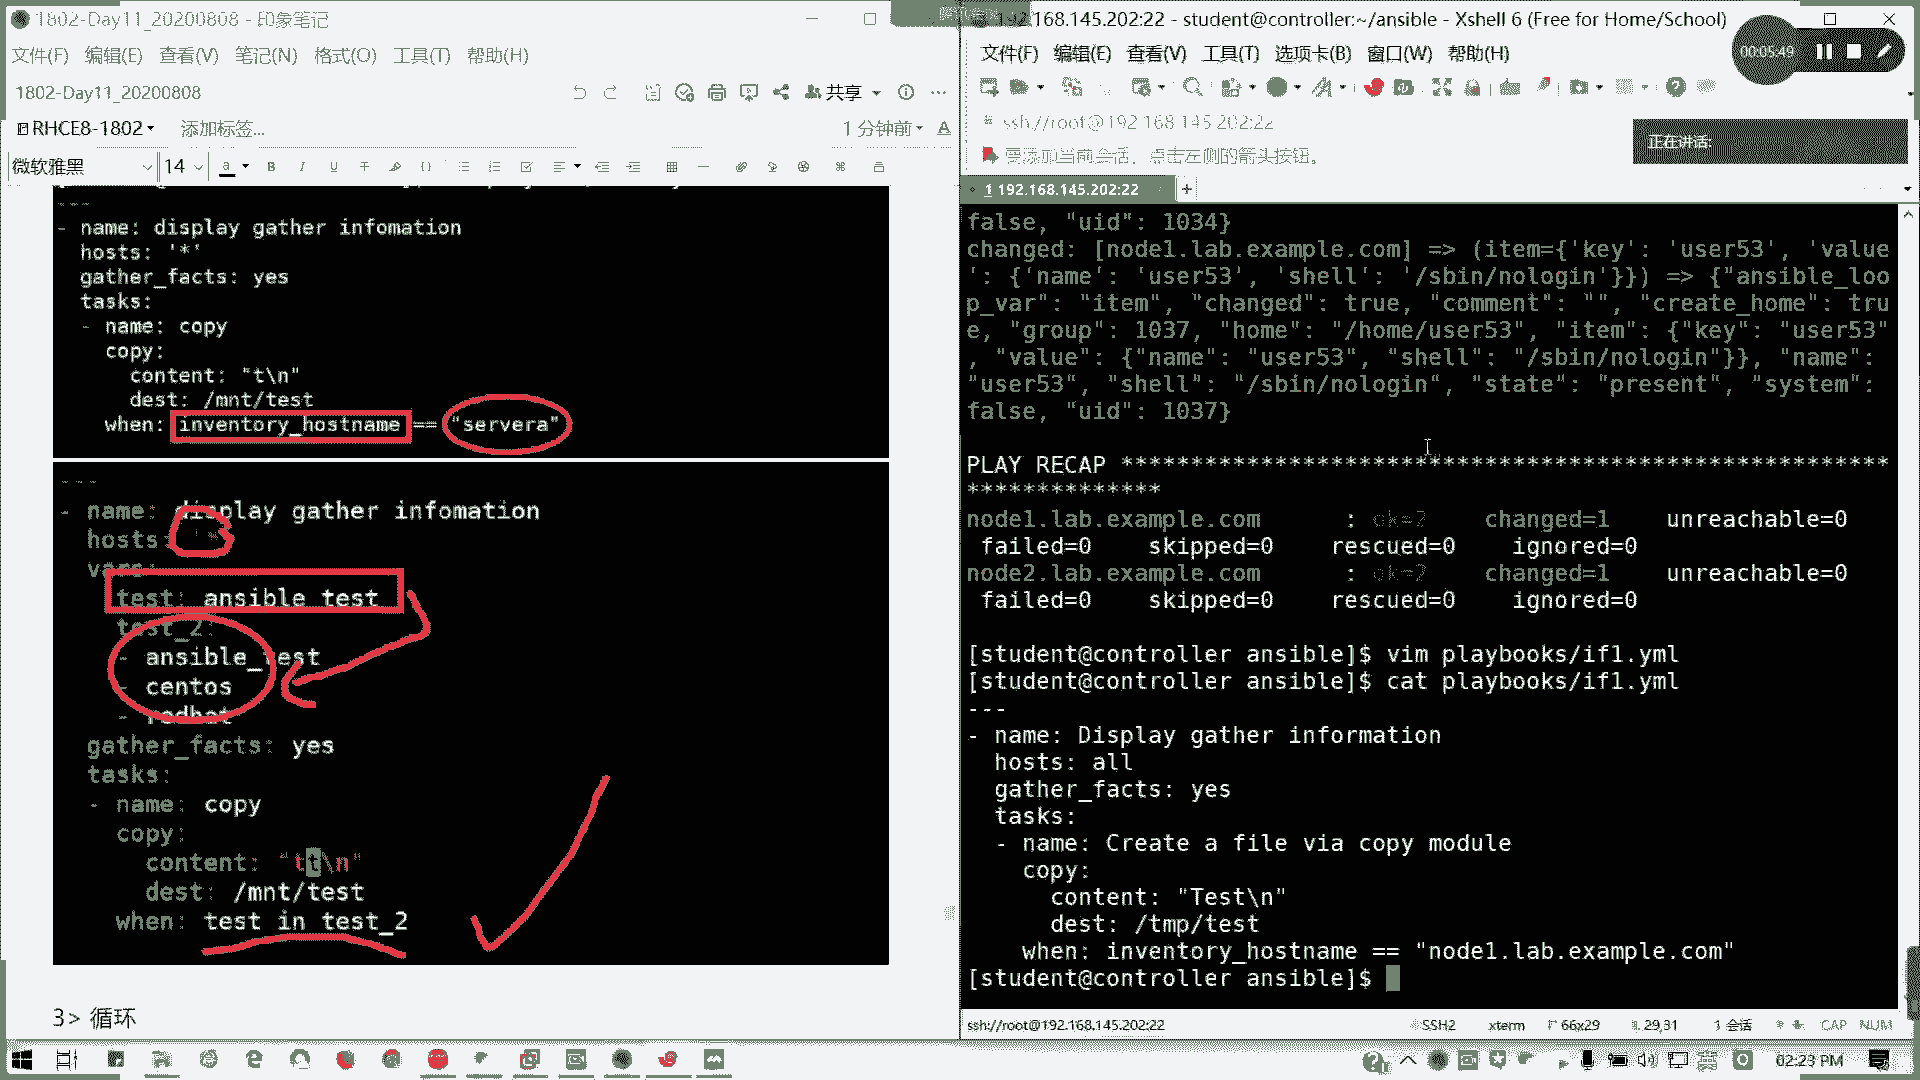 1802-Day11_20200808 - 印象笔记
文件(F) 编辑(E) 查看(V) 笔记(N) 格式(O) 工具(T) 帮助(H)
1802-Day11_20200808
共享
RHCE8-1802
添加标签...
1 分钟前
微软雅黑
14
---
- name: display gather infomation
hosts: '*'
gather_facts: yes
tasks:
- name: copy
copy:
content: "t\n"
dest: /mnt/test
when: inventory_hostname == "servera"
---
- name: display gather infomation
hosts:
vars:
test: ansible_test
test_2:
- ansible_test
- centos
- redhat
gather_facts: yes
tasks:
- name: copy
copy:
content: "tt\n"
dest: /mnt/test
when: test in test_2
3> 循环
192.168.145.202:22 - student@controller:~/ansible - Xshell 6 (Free for Home/School)
文件(F) 编辑(E) 查看(V) 工具(T) 选项卡(B) 窗口(W) 帮助(H)
00:05:49
ssh://root@192.168.145.202:22
要添加当前会话，点击左侧的箭头按钮。
正在讲话:
1 192.168.145.202:22
false, "uid": 1034}
changed: [node1.lab.example.com] => (item={'key': 'user53', 'value
': {'name': 'user53', 'shell': '/sbin/nologin'}}) => {"ansible_loo
p_var": "item", "changed": true, "comment": "", "create_home": tru
e, "group": 1037, "home": "/home/user53", "item": {"key": "user53"
, "value": {"name": "user53", "shell": "/sbin/nologin"}}, "name":
"user53", "shell": "/sbin/nologin", "state": "present", "system":
false, "uid": 1037}
PLAY RECAP *******************************************************
**************
node1.lab.example.com : ok=2 changed=1 unreachable=0
failed=0 skipped=0 rescued=0 ignored=0
node2.lab.example.com : ok=2 changed=1 unreachable=0
failed=0 skipped=0 rescued=0 ignored=0
[student@controller ansible]$ vim playbooks/if1.yml
[student@controller ansible]$ cat playbooks/if1.yml
---
- name: Display gather information
hosts: all
gather_facts: yes
tasks:
- name: Create a file via copy module
copy:
content: "Test\n"
dest: /tmp/test
when: inventory_hostname == "node1.lab.example.com"
[student@controller ansible]$
ssh://root@192.168.145.202:22
SSH2
xterm
66x29
29,31
1 会话
CAP NUM
02:23 PM